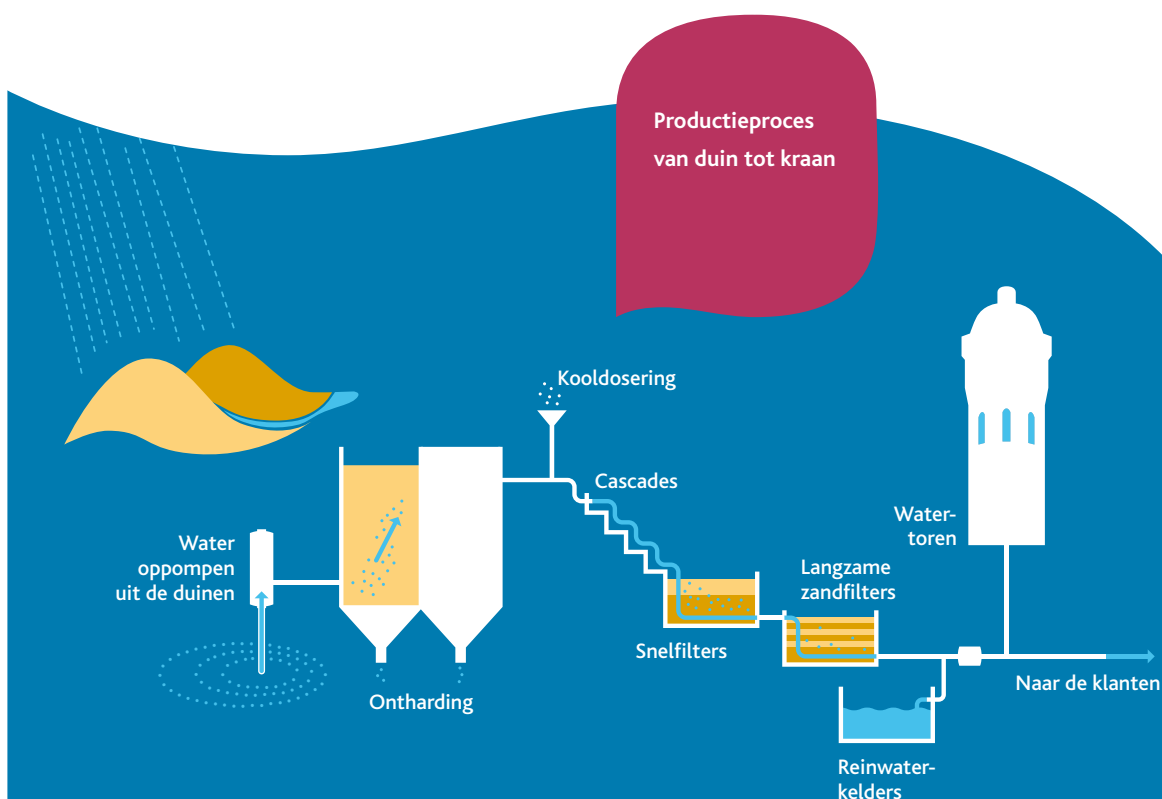 Productieproces
van duin tot kraan
Kooldosering
Cascades
Water
oppompen
uit de duinen
Ontharding
Snelfilters
Langzame
zandfilters
Water-
toren
Naar de klanten
Reinwater-
kelders